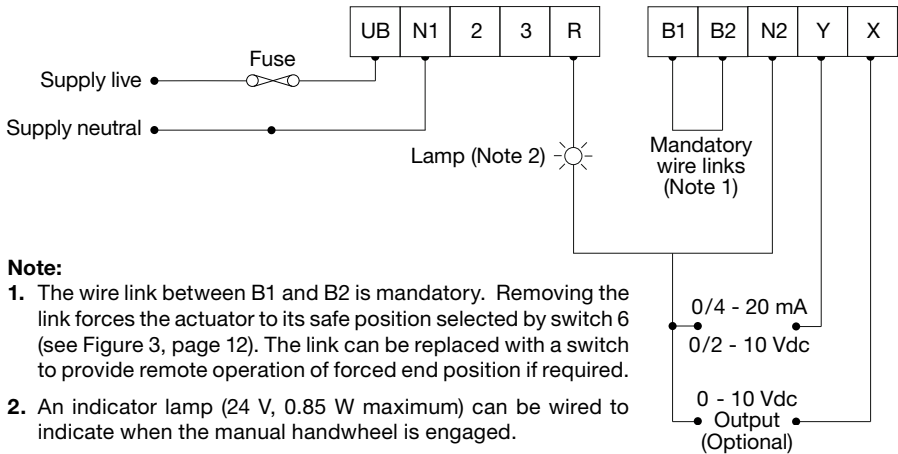 UB N1 2 3 R B1 B2 N2 Y X
Fuse
Supply live
Supply neutral
Lamp (Note 2)
Mandatory
wire links
(Note 1)
0/4 - 20 mA
0/2 - 10 Vdc
0 - 10 Vdc
Output
(Optional)
Note:
1. The wire link between B1 and B2 is mandatory. Removing the
link forces the actuator to its safe position selected by switch 6
(see Figure 3, page 12). The link can be replaced with a switch
to provide remote operation of forced end position if required.
2. An indicator lamp (24 V, 0.85 W maximum) can be wired to
indicate when the manual handwheel is engaged.